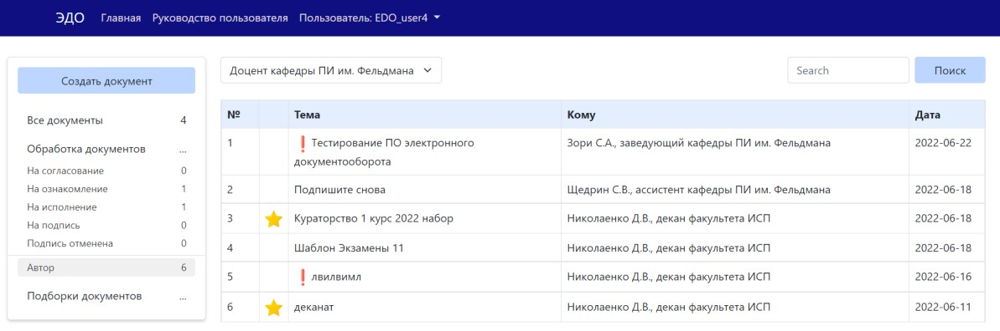 ЭДО Главная Руководство пользователя Пользователь: EDO_user4
Создать документ
Все документы 4
Обработка документов ...
На согласование 0
На ознакомление 1
На исполнение 1
На подпись 0
Подпись отменена 0
Автор 6
Подборки документов ...
Доцент кафедры ПИ им. Фельдмана Search Поиск
№ Тема Кому Дата
1 ❗ Тестирование ПО электронного Зори С.А., заведующий кафедры ПИ им. Фельдмана 2022-06-22
документооборота
2 Подпишите снова Щедрин С.В., ассистент кафедры ПИ им. Фельдмана 2022-06-18
3 Кураторство 1 курс 2022 набор Николаенко Д.В., декан факультета ИСП 2022-06-18
4 Шаблон Экзамены 11 Николаенко Д.В., декан факультета ИСП 2022-06-18
5 ❗ лвилвимл Николаенко Д.В., декан факультета ИСП 2022-06-16
6 деканат Николаенко Д.В., декан факультета ИСП 2022-06-11